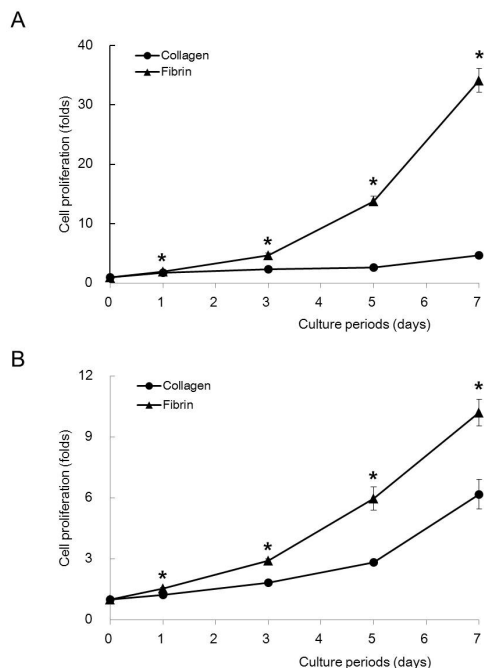 A
Cell proliferation (folds)
40
30
20
10
0
Collagen
Fibrin
*
*
*
*
0 1 2 3 4 5 6 7
Culture periods (days)
B
Cell proliferation (folds)
12
9
6
3
0
Collagen
Fibrin
*
*
*
*
0 1 2 3 4 5 6 7
Culture periods (days)